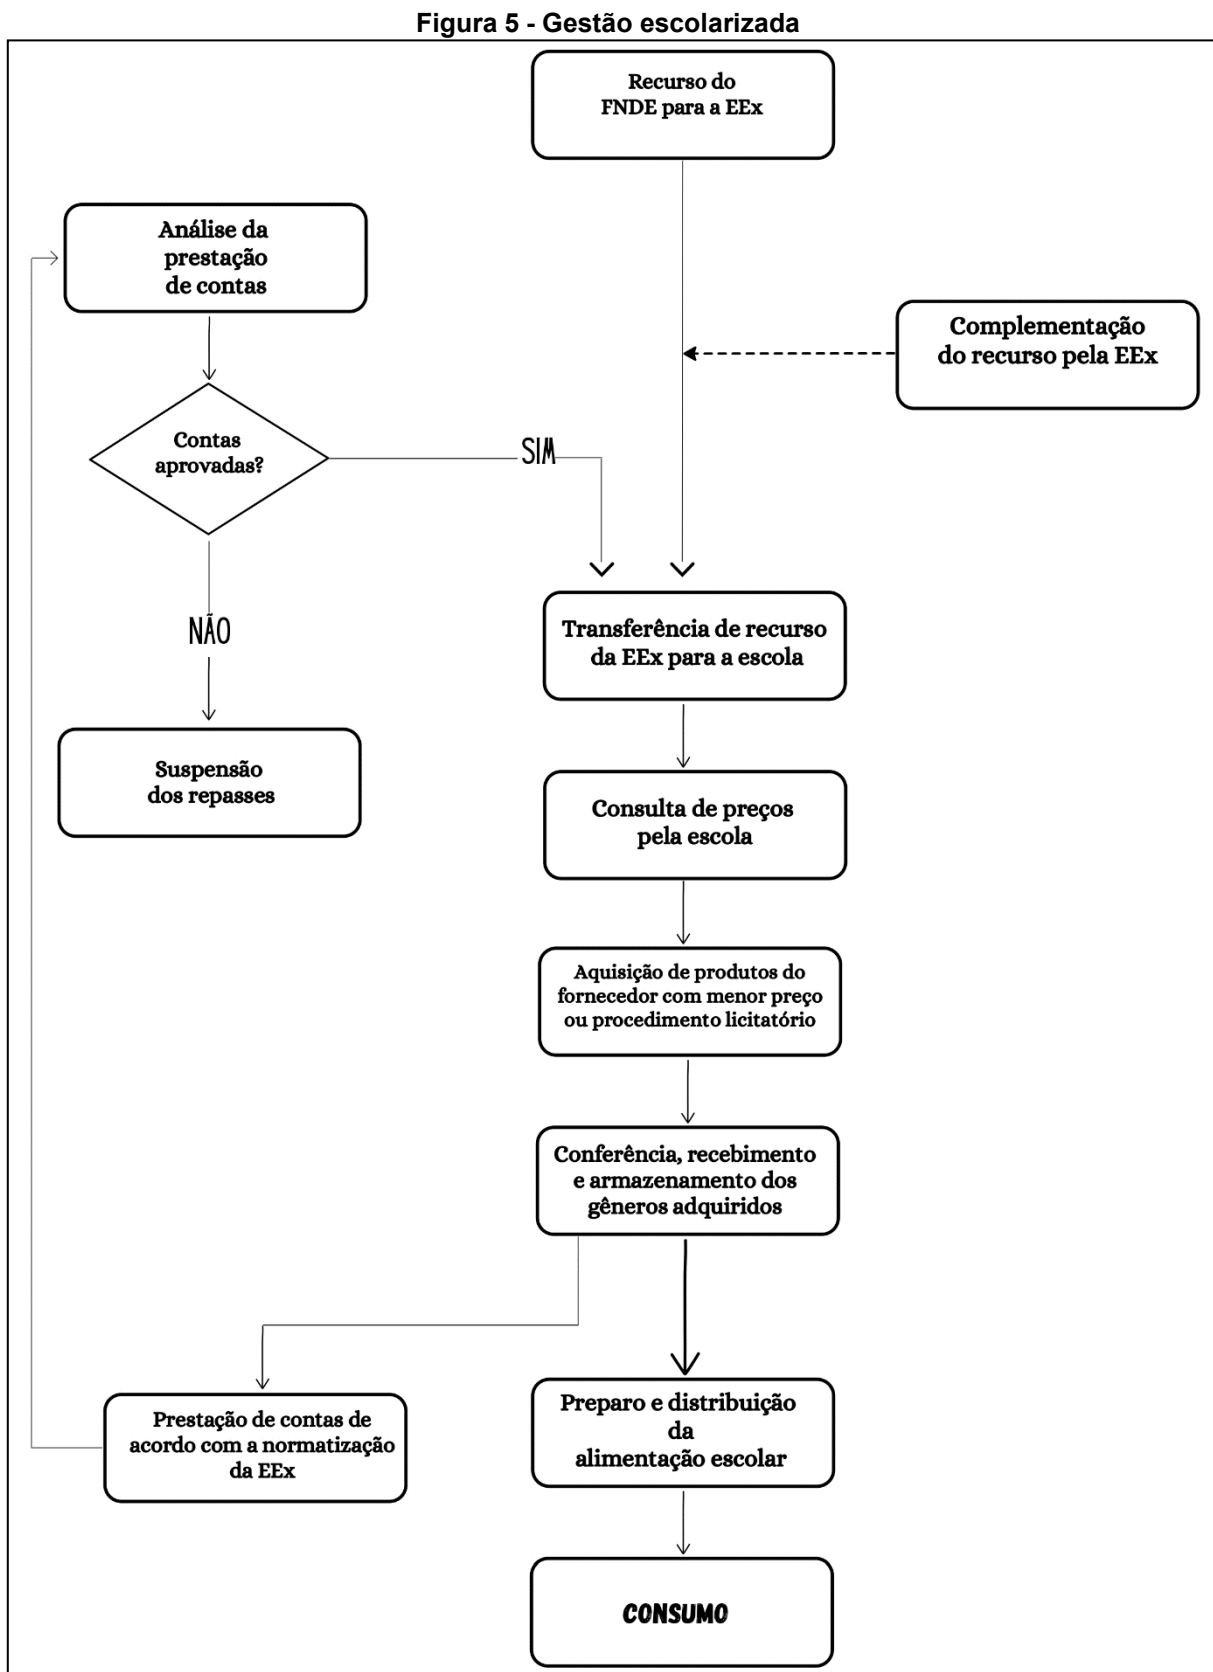 Figura 5 - Gestão escolarizada
Recurso do
FNDE para a EEx
Análise da
prestação
de contas
Complementação
do recurso pela EEx
Contas
aprovadas?
SIM
NÃO
Transferência de recurso
da EEx para a escola
Suspensão
dos repasses
Consulta de preços
pela escola
Aquisição de produtos do
fornecedor com menor preço
ou procedimento licitatório
Conferência, recebimento
e armazenamento dos
gêneros adquiridos
Prestação de contas de
acordo com a normatização
da EEx
Preparo e distribuição
da
alimentação escolar
CONSUMO